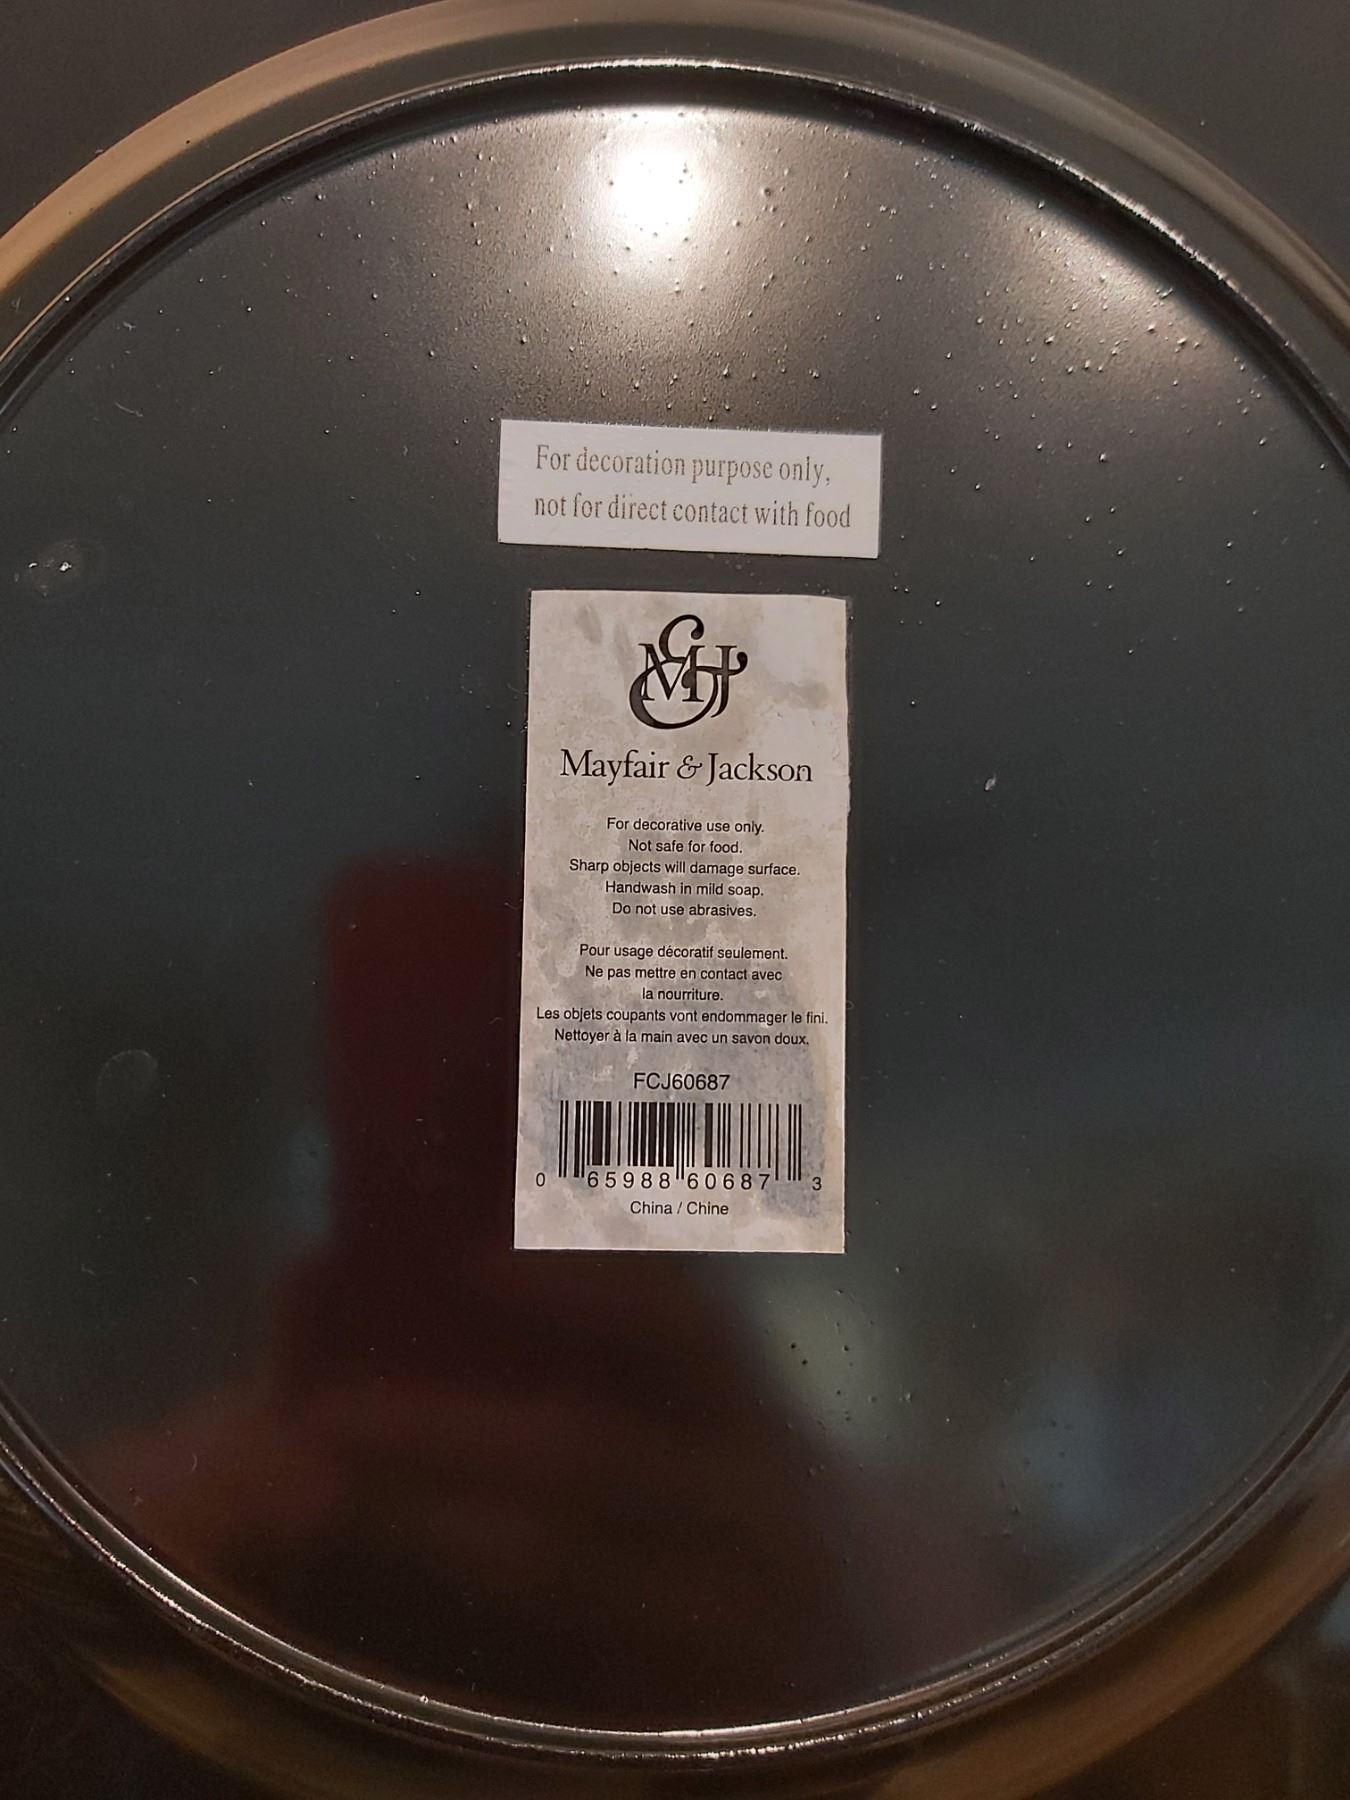 For decoration purpose only,
not for direct contact with food
M&J
Mayfair & Jackson
For decorative use only.
Not safe for food.
Sharp objects will damage surface.
Handwash in mild soap.
Do not use abrasives.
Pour usage décoratif seulement.
Ne pas mettre en contact avec
la nourriture.
Les objets coupants vont endommager le fini.
Nettoyer à la main avec un savon doux.
FCJ60687
0 65988 60687 3
China / Chine